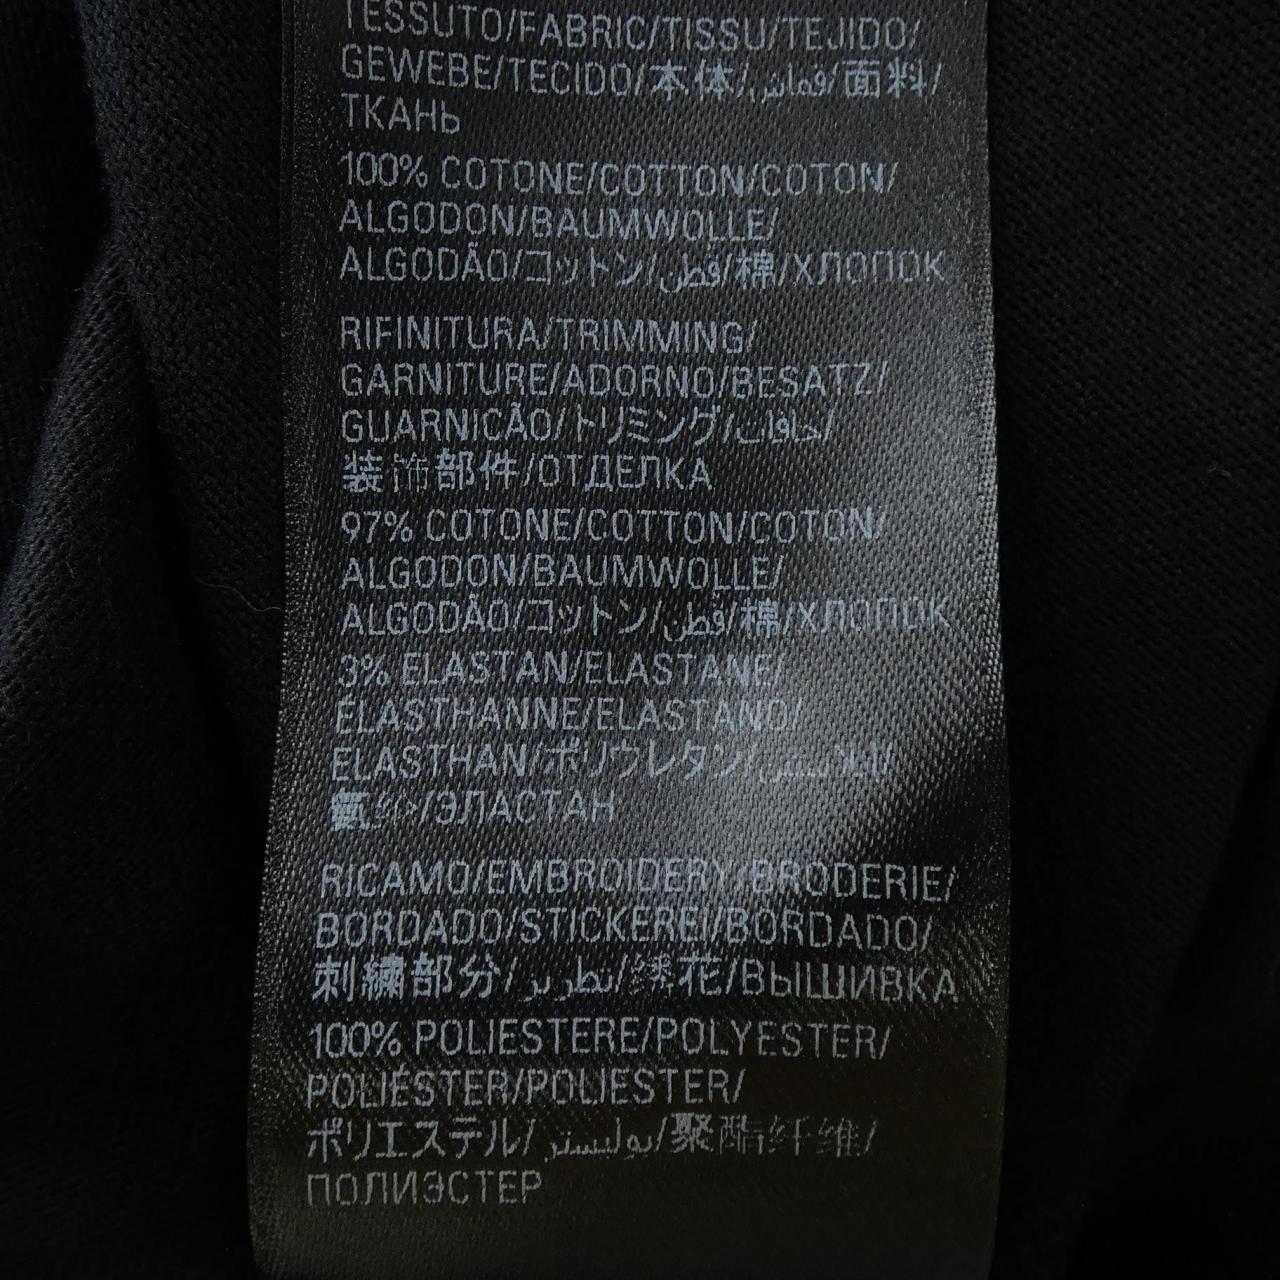 TESSUTO/FABRIC/TISSU/TEJIDO/
GEWEBE/TECIDO/本体/قماش/面料/
ТКАНЬ
100% COTONE/COTTON/COTON/
ALGODON/BAUMWOLLE/
ALGODÃO/コットン/قطن/棉/ХЛОПОК
RIFINITURA/TRIMMING/
GARNITURE/ADORNO/BESATZ/
GUARNICÃO/トリミング/حافات/
装饰部件/ОТДЕЛКА
97% COTONE/COTTON/COTON/
ALGODON/BAUMWOLLE/
ALGODÃO/コットン/قطن/棉/ХЛОПОК
3% ELASTAN/ELASTANE/
ÉLASTHANNE/ELASTANO/
ELASTHAN/ポリウレタン/
氨纶/ЭЛАСТАН
RICAMO/EMBROIDERY/BRODERIE/
BORDADO/STICKEREI/BORDADO/
刺繍部分/تطريز/绣花/ВЫШИВКА
100% POLIESTERE/POLYESTER/
POLIÉSTER/POLIESTER/
ポリエステル/بوليستر/聚酯纤维/
ПОЛИЭСТЕР